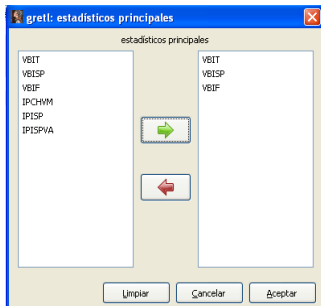 gretl: estadísticos principales
estadísticos principales
VBIT
VBISP
VBIF
IPCHVM
IPISP
IPISPVA
VBIT
VBISP
VBIF
Limpiar
Cancelar
Aceptar